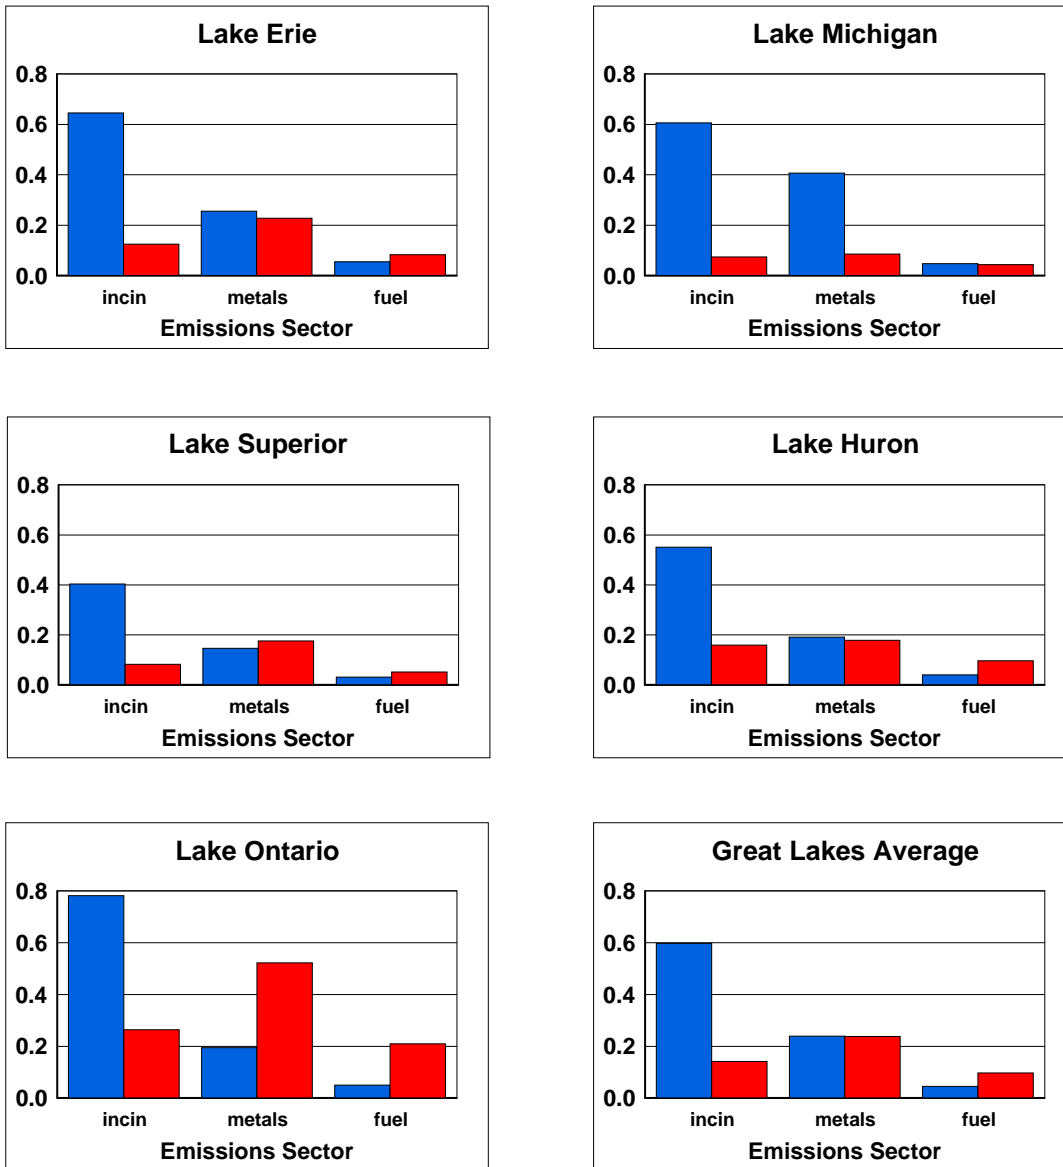 Lake Erie
0.8
0.6
0.4
0.2
0.0
incin metals fuel
Emissions Sector
Lake Michigan
0.8
0.6
0.4
0.2
0.0
incin metals fuel
Emissions Sector
Lake Superior
0.8
0.6
0.4
0.2
0.0
incin metals fuel
Emissions Sector
Lake Huron
0.8
0.6
0.4
0.2
0.0
incin metals fuel
Emissions Sector
Lake Ontario
0.8
0.6
0.4
0.2
0.0
incin metals fuel
Emissions Sector
Great Lakes Average
0.8
0.6
0.4
0.2
0.0
incin metals fuel
Emissions Sector